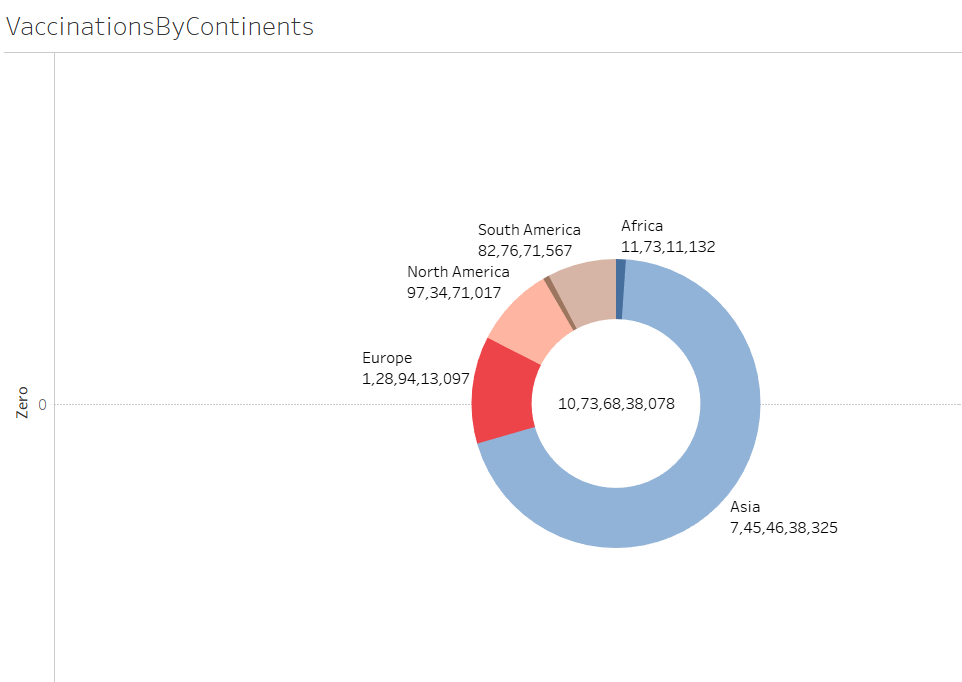 VaccinationsByContinents
South America
82,76,71,567
Africa
11,73,11,132
North America
97,34,71,017
Europe
1,28,94,13,097
Zero
0
10,73,68,38,078
Asia
7,45,46,38,325